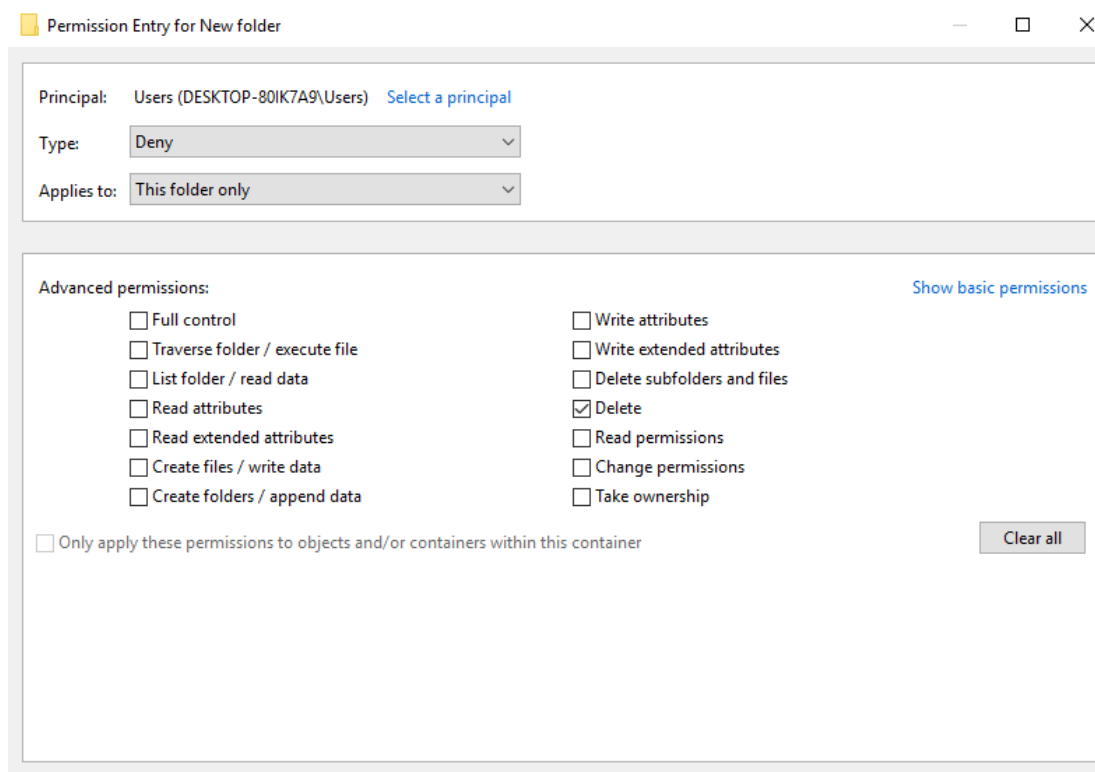 Permission Entry for New folder
Principal: Users (DESKTOP-80IK7A9\Users) Select a principal
Type: Deny
Applies to: This folder only
Advanced permissions: Show basic permissions
Full control Write attributes
Traverse folder / execute file Write extended attributes
List folder / read data Delete subfolders and files
Read attributes Delete
Read extended attributes Read permissions
Create files / write data Change permissions
Create folders / append data Take ownership
Only apply these permissions to objects and/or containers within this container
Clear all